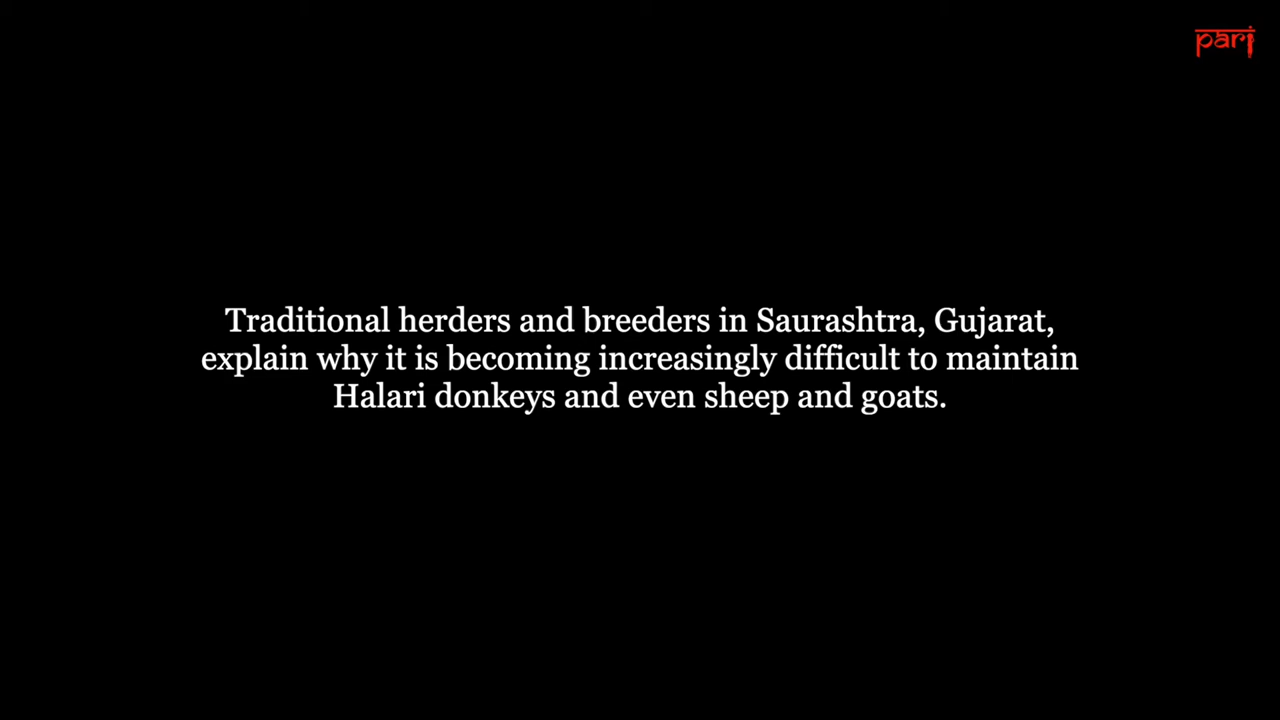 pari
Traditional herders and breeders in Saurashtra, Gujarat,
explain why it is becoming increasingly difficult to maintain
Halari donkeys and even sheep and goats.